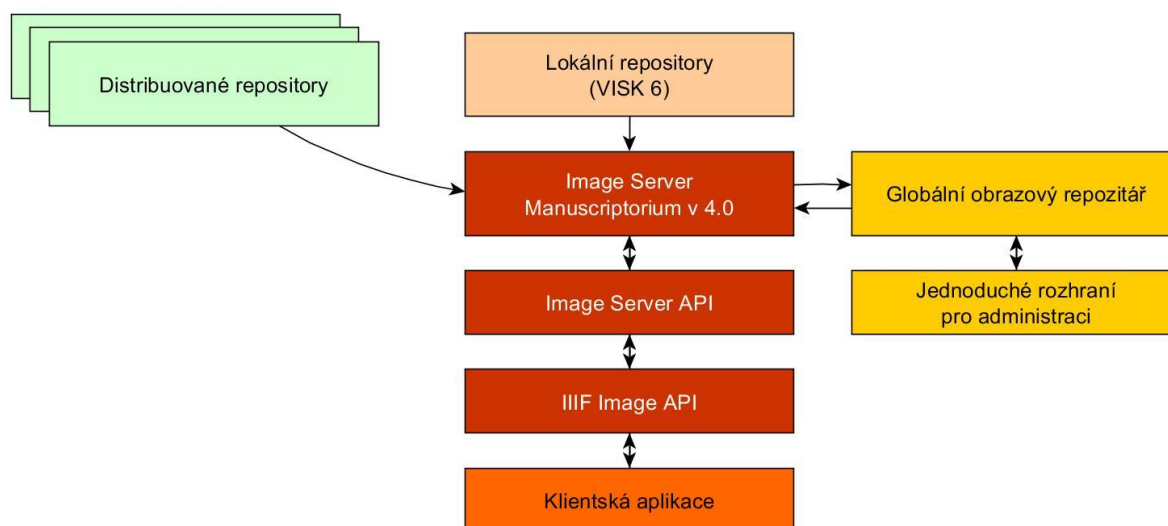 Distribuované repository
Lokální repository
(VISK 6)
Image Server
Manuscriptorium v 4.0
Globální obrazový repozitář
Image Server API
Jednoduché rozhraní
pro administraci
IIIF Image API
Klientská aplikace